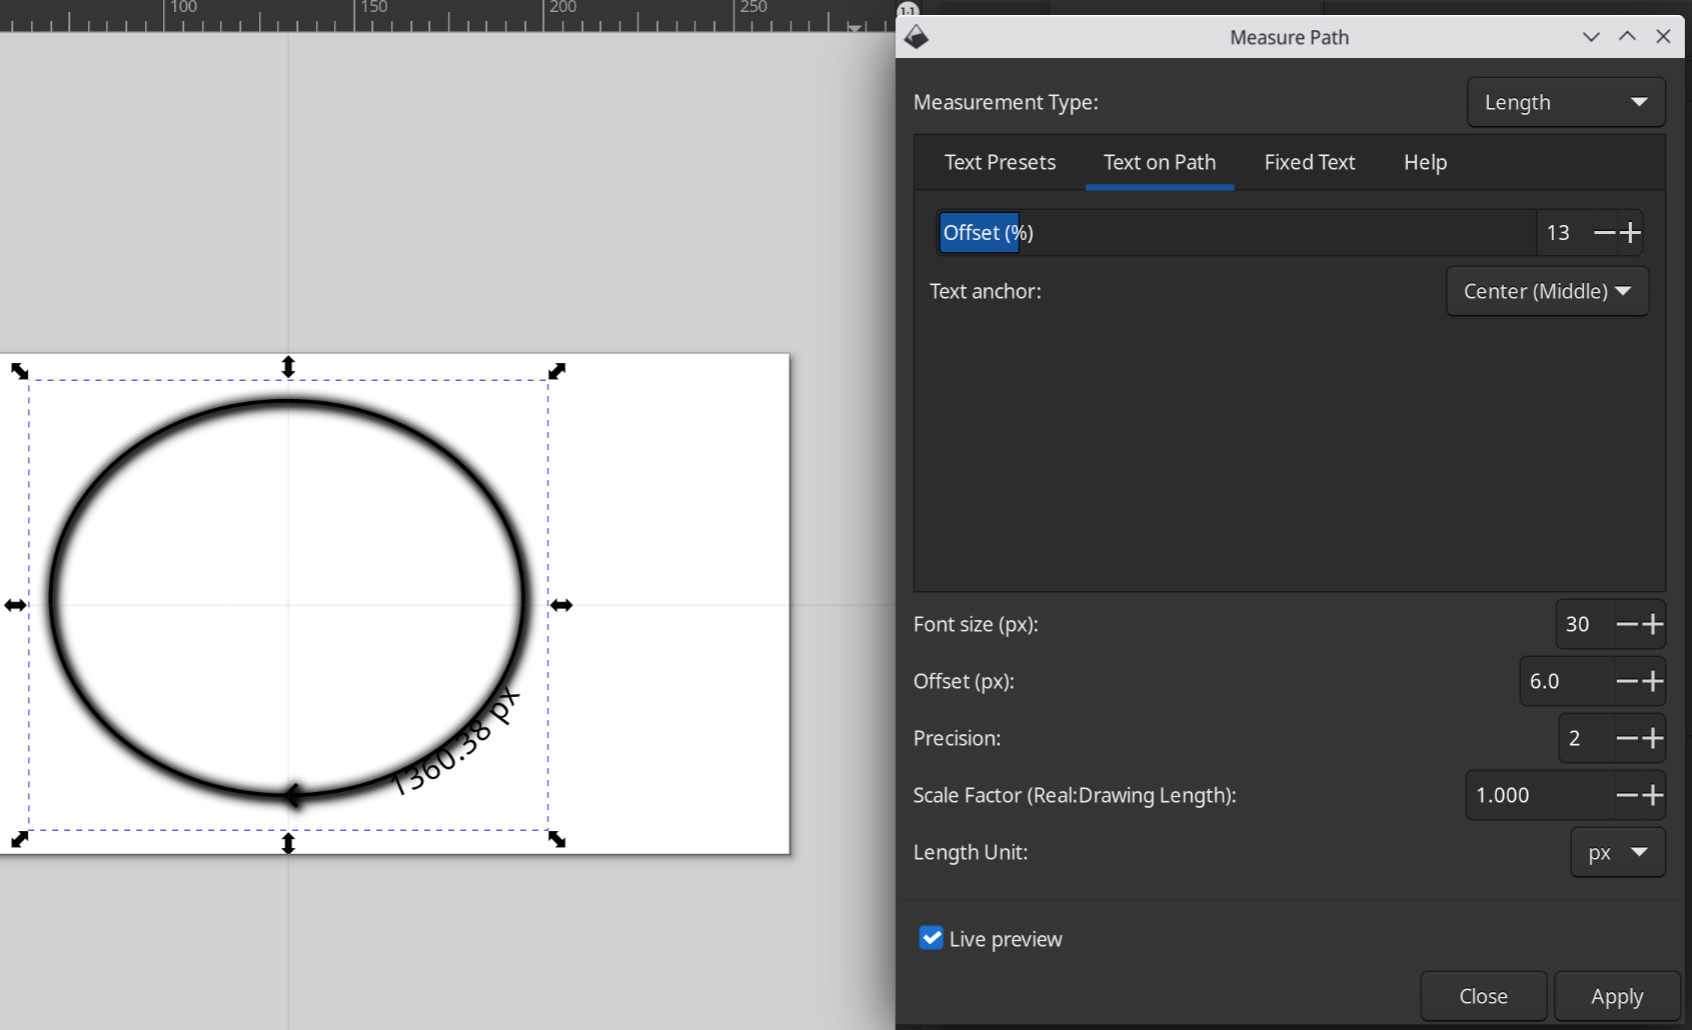 100 150 200 250
1:1
Measure Path
Measurement Type: Length
Text Presets Text on Path Fixed Text Help
Offset (%) 13
Text anchor: Center (Middle)
1360.38 px
Font size (px): 30
Offset (px): 6.0
Precision: 2
Scale Factor (Real:Drawing Length): 1.000
Length Unit: px
Live preview
Close Apply